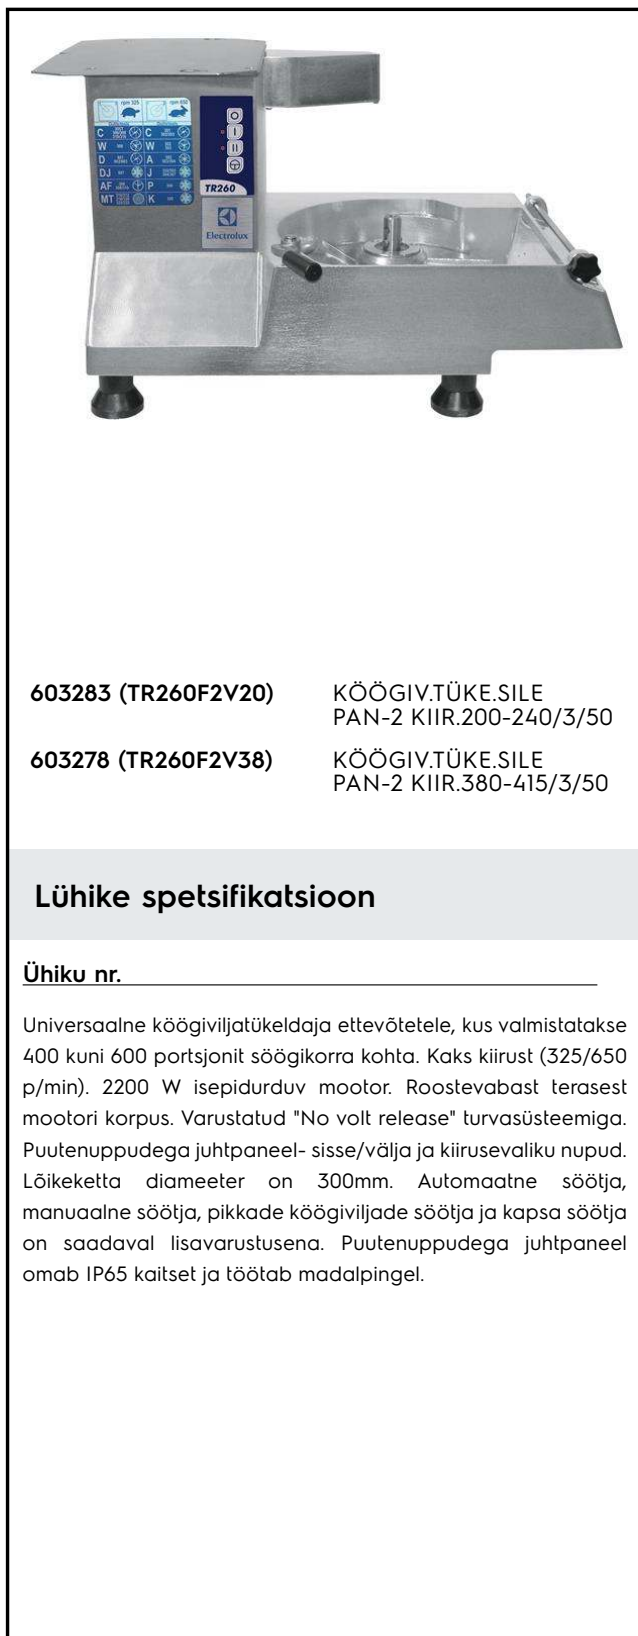 rpm 325 rpm 650
C C
W W
D A
DJ J
AF P
MT K
TR260
Electrolux
603283 (TR260F2V20) KÖÖGIV.TÜKE.SILE
PAN-2 KIIR.200-240/3/50
603278 (TR260F2V38) KÖÖGIV.TÜKE.SILE
PAN-2 KIIR.380-415/3/50
Lühike spetsifikatsioon
Ühiku nr.
Universaalne köögiviljatükeldaja ettevõtetele, kus valmistatakse
400 kuni 600 portsjonit söögikorra kohta. Kaks kiirust (325/650
p/min). 2200 W isepidurduv mootor. Roostevabast terasest
mootori korpus. Varustatud "No volt release" turvasüsteemiga.
Puutenuppudega juhtpaneel- sisse/välja ja kiirusevaliku nupud.
Lõikeketta diameeter on 300mm. Automaatne söötja,
manuaalne söötja, pikkade köögiviljade söötja ja kapsa söötja
on saadaval lisavarustusena. Puutenuppudega juhtpaneel
omab IP65 kaitset ja töötab madalpingel.